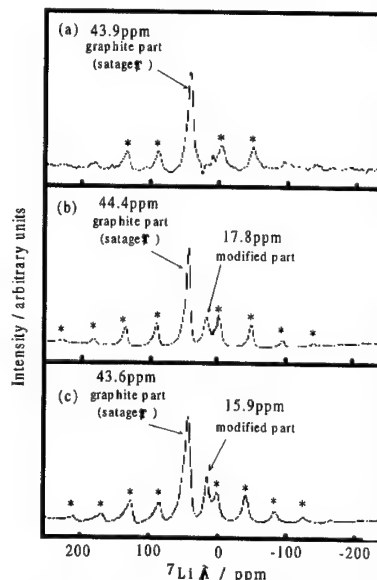 (a) 43.9ppm
graphite part
*
*
*
*
(b) 44.4ppm
graphite part
17.8ppm
modified part
*
*
*
*
*
*
*
*
(c) 43.6ppm
graphite part
15.9ppm
modified part
*
*
*
*
*
*
*
*
200 100 0 -100 -200
⁷Li / ppm
Intensity / arbitrary units